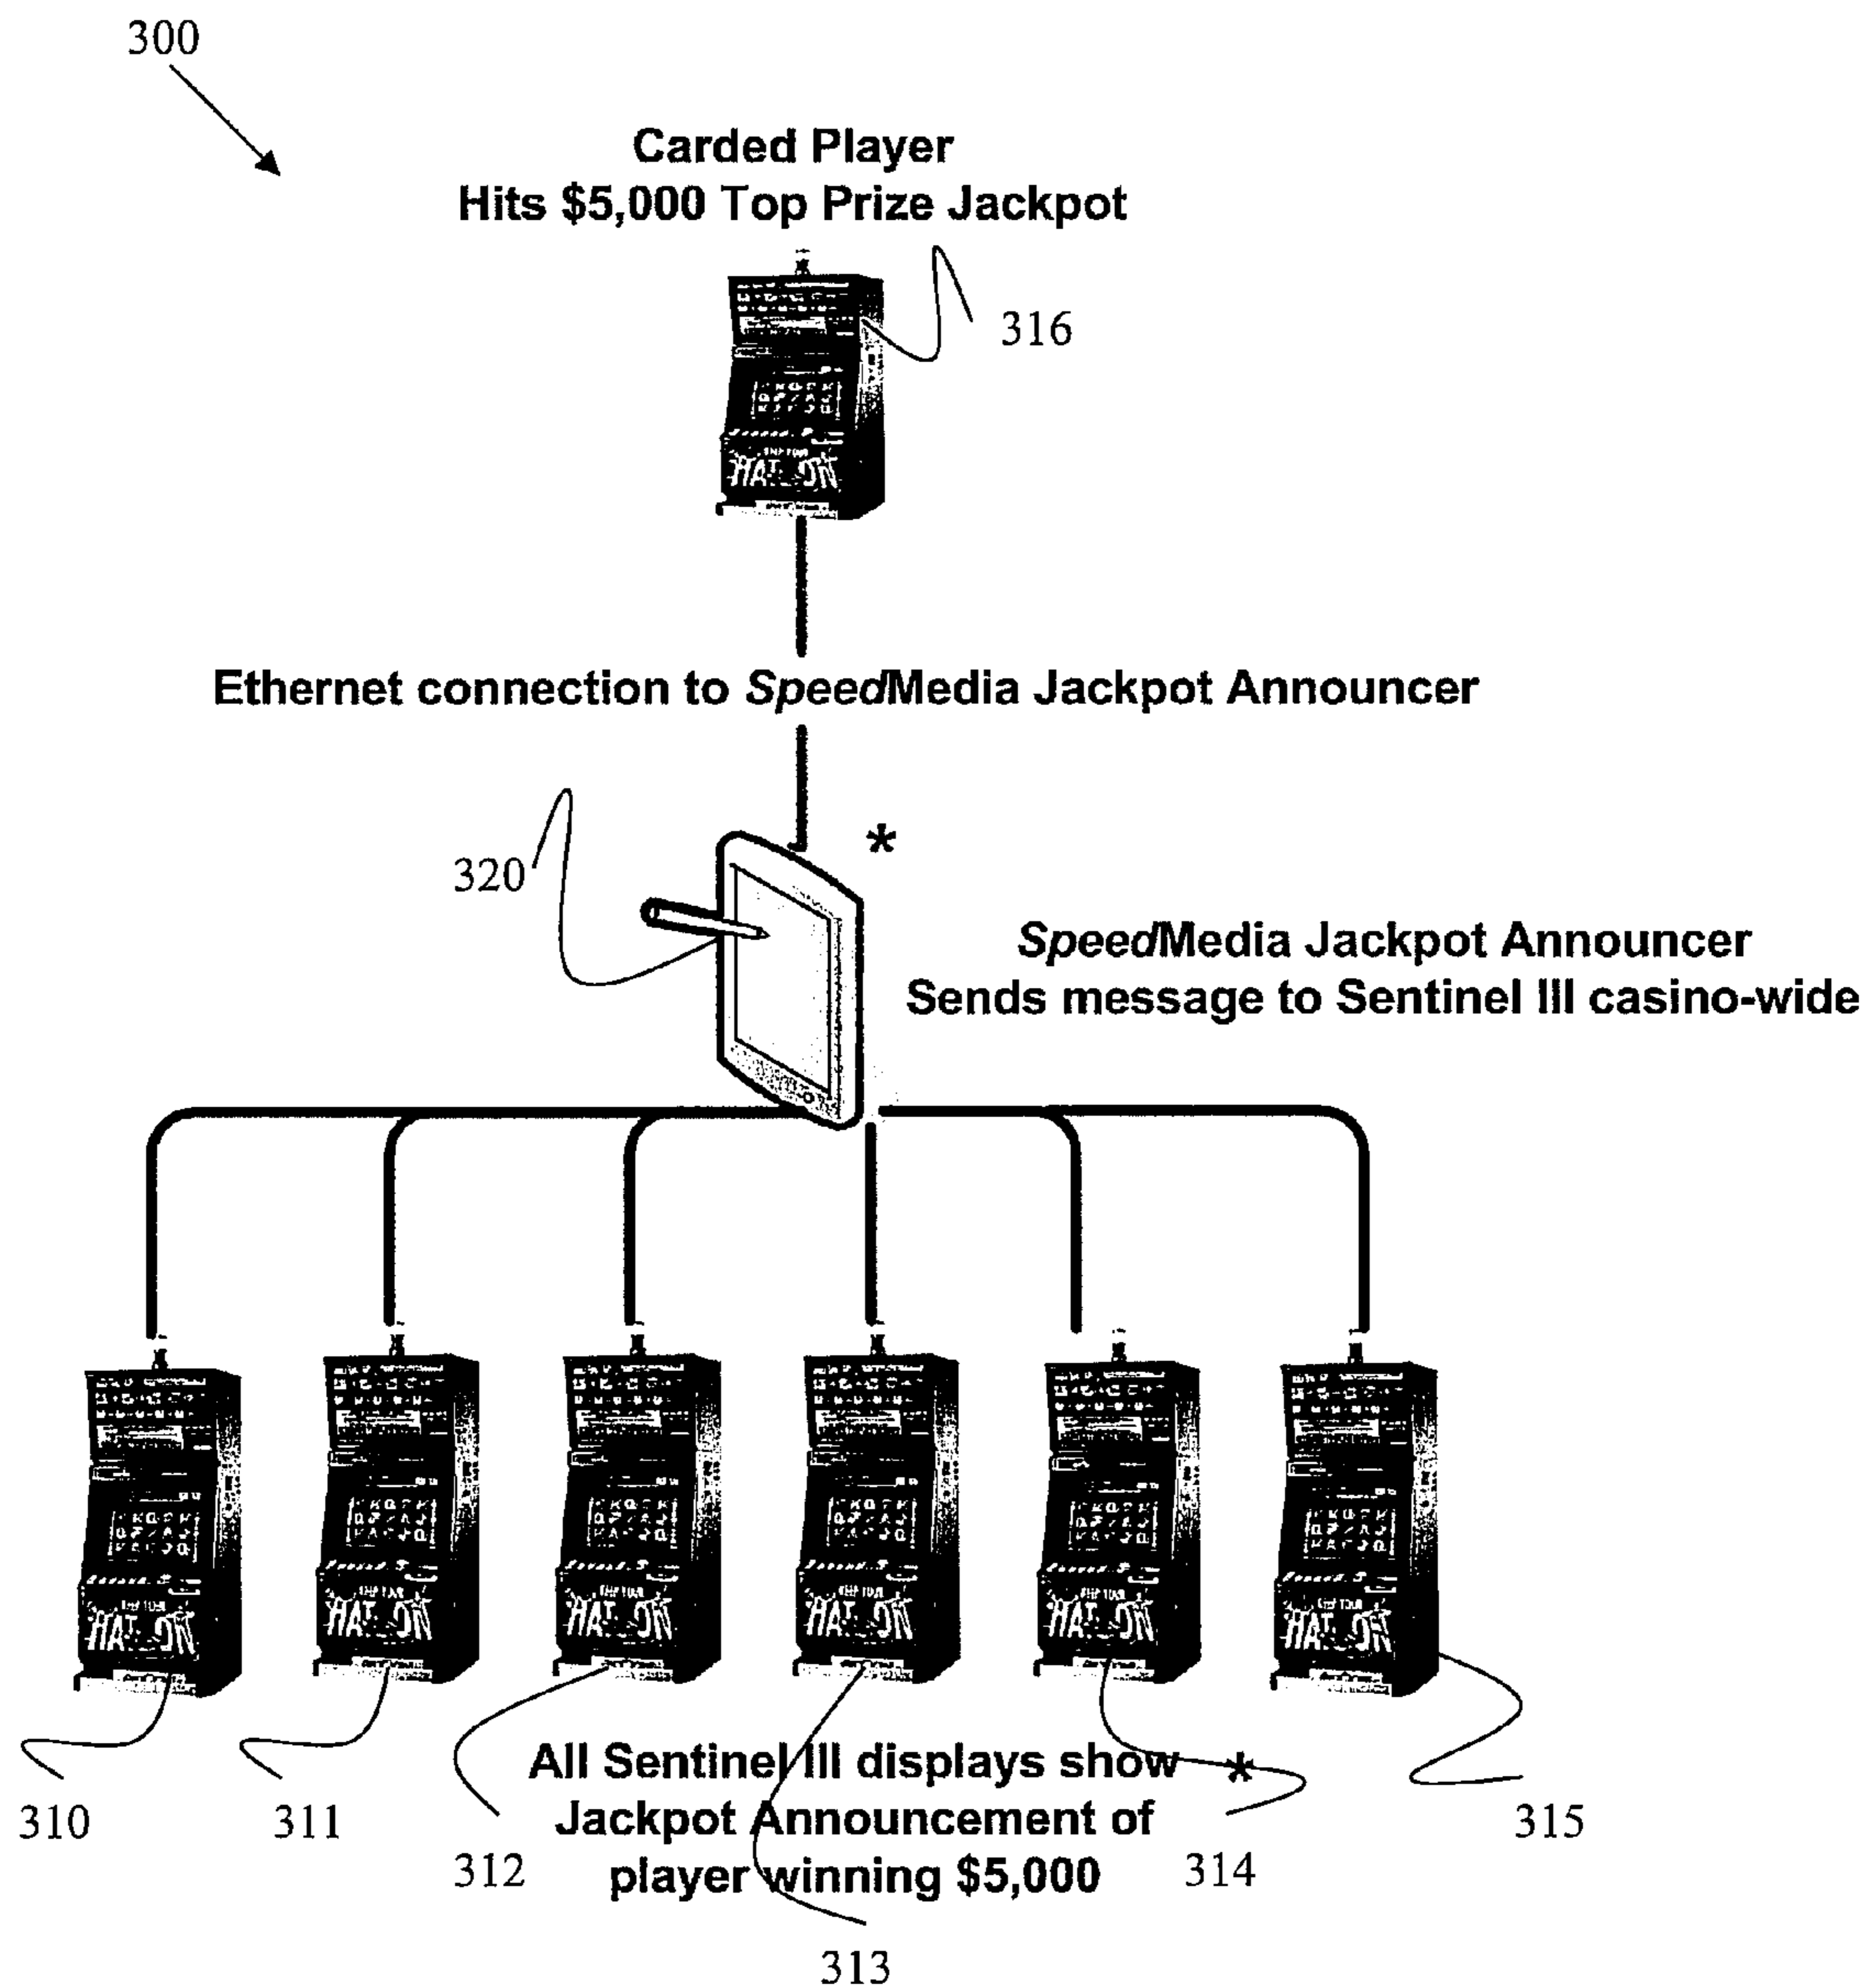 300
Carded Player
Hits $5,000 Top Prize Jackpot
316
Ethernet connection to SpeedMedia Jackpot Announcer
*
320
SpeedMedia Jackpot Announcer
Sends message to Sentinel III casino-wide
All Sentinel III displays show *
Jackpot Announcement of
player winning $5,000
310
311
312
313
314
315